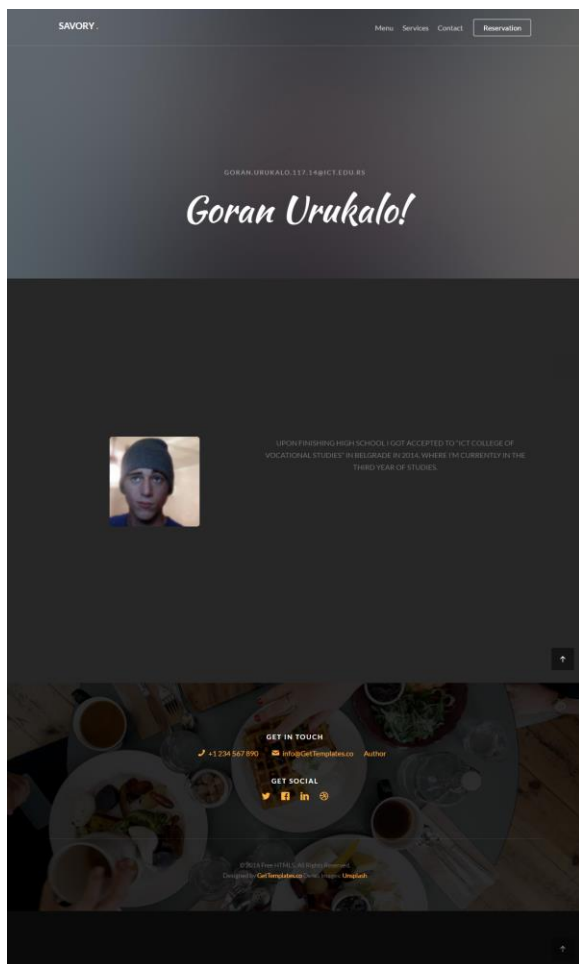 SAVORY .
Menu Services Contact Reservation
GORAN.URUKALO.117.14@ICT.EDU.RS
Goran Urukalo!
UPON FINISHING HIGH SCHOOL I GOT ACCEPTED TO "ICT COLLEGE OF
VOCATIONAL STUDIES" IN BELGRADE IN 2014, WHERE I'M CURRENTLY IN THE
THIRD YEAR OF STUDIES.
GET IN TOUCH
+1 234 567 890 info@GetTemplates.co Author
GET SOCIAL
© 2016 Free HTML5. All Rights Reserved.
Designed by GetTemplates.co Demo Images: Unsplash